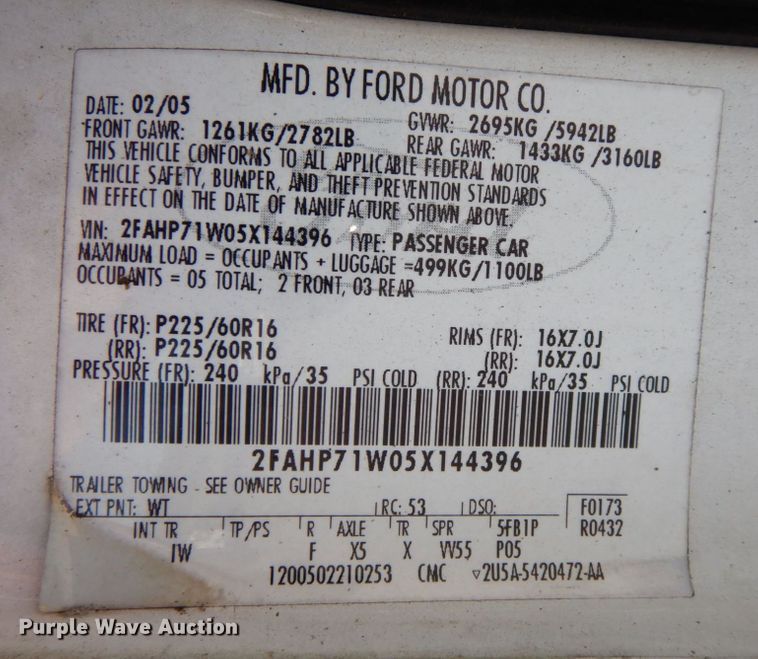 MFD. BY FORD MOTOR CO.
DATE: 02/05 GVWR: 2695KG /5942LB
FRONT GAWR: 1261KG/2782LB REAR GAWR: 1433KG /3160LB
THIS VEHICLE CONFORMS TO ALL APPLICABLE FEDERAL MOTOR
VEHICLE SAFETY, BUMPER, AND THEFT PREVENTION STANDARDS
IN EFFECT ON THE DATE OF MANUFACTURE SHOWN ABOVE.
VIN: 2FAHP71W05X144396 TYPE: PASSENGER CAR
MAXIMUM LOAD = OCCUPANTS + LUGGAGE =499KG/1100LB
OCCUPANTS = 05 TOTAL; 2 FRONT, 03 REAR
TIRE (FR): P225/60R16 RIMS (FR): 16X7.0J
(RR): P225/60R16 (RR): 16X7.0J
PRESSURE (FR): 240 kPa/35 PSI COLD (RR): 240 kPa/35 PSI COLD
2FAHP71W05X144396
TRAILER TOWING - SEE OWNER GUIDE
EXT PNT: WT RC: 53 DSO: F0173
INT TR TP/PS R AXLE TR SPR 5FB1P R0432
IW F X5 X VV55 P05
1200502210253 CMC ▽2U5A-5420472-AA
Purple Wave Auction